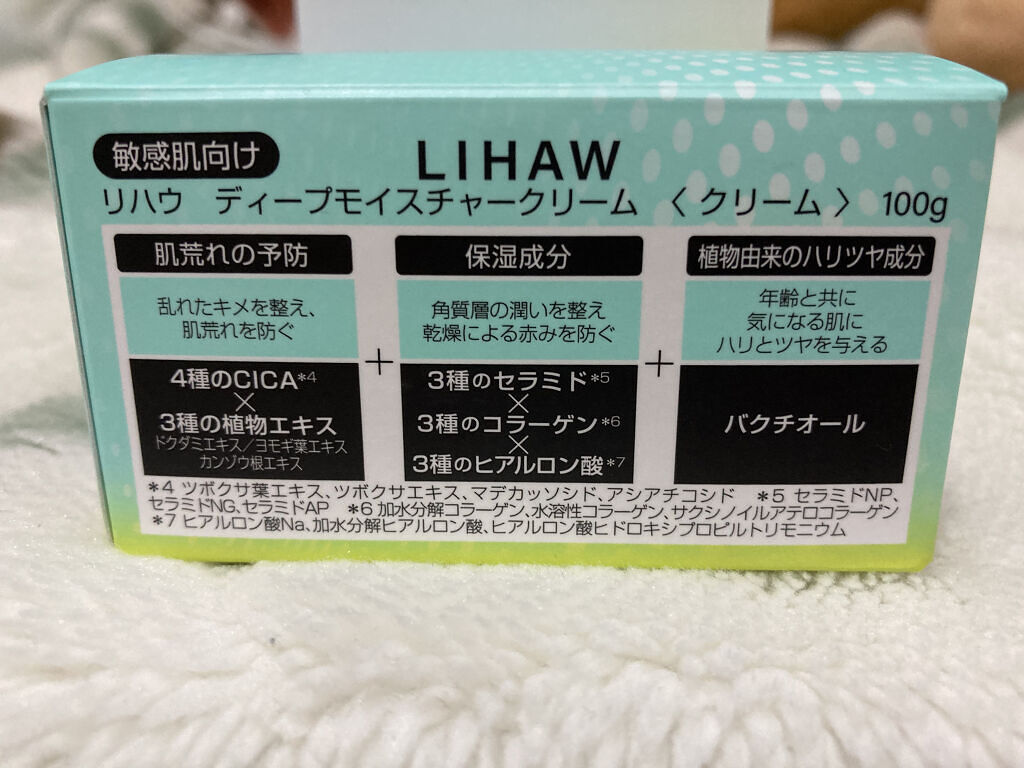 敏感肌向け
LIHAW
リハウ ディープモイスチャークリーム 〈クリーム〉 100g
肌荒れの予防
乱れたキメを整え、
肌荒れを防ぐ
4種のCICA*4
×
3種の植物エキス
ドクダミエキス／ヨモギ葉エキス
カンゾウ根エキス
+
保湿成分
角質層の潤いを整え
乾燥による赤みを防ぐ
3種のセラミド*5
×
3種のコラーゲン*6
×
3種のヒアルロン酸*7
+
植物由来のハリツヤ成分
年齢と共に
気になる肌に
ハリとツヤを与える
バクチオール
*4 ツボクサ葉エキス、ツボクサエキス、マデカッソシド、アシアチコシド *5 セラミドNP、
セラミドNG、セラミドAP *6 加水分解コラーゲン、水溶性コラーゲン、サクシノイルアテロコラーゲン
*7 ヒアルロン酸Na、加水分解ヒアルロン酸、ヒアルロン酸ヒドロキシプロピルトリモニウム